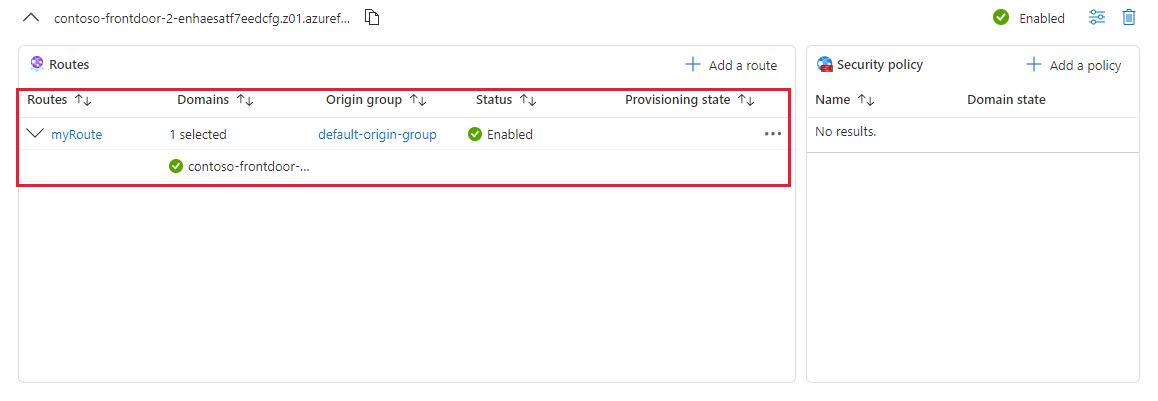 contoso-frontdoor-2-enhaesatf7eedcfg.z01.azuref... Enabled
Routes Add a route
Routes Domains Origin group Status Provisioning state
myRoute 1 selected default-origin-group Enabled
contoso-frontdoor-...
Security policy Add a policy
Name Domain state
No results.